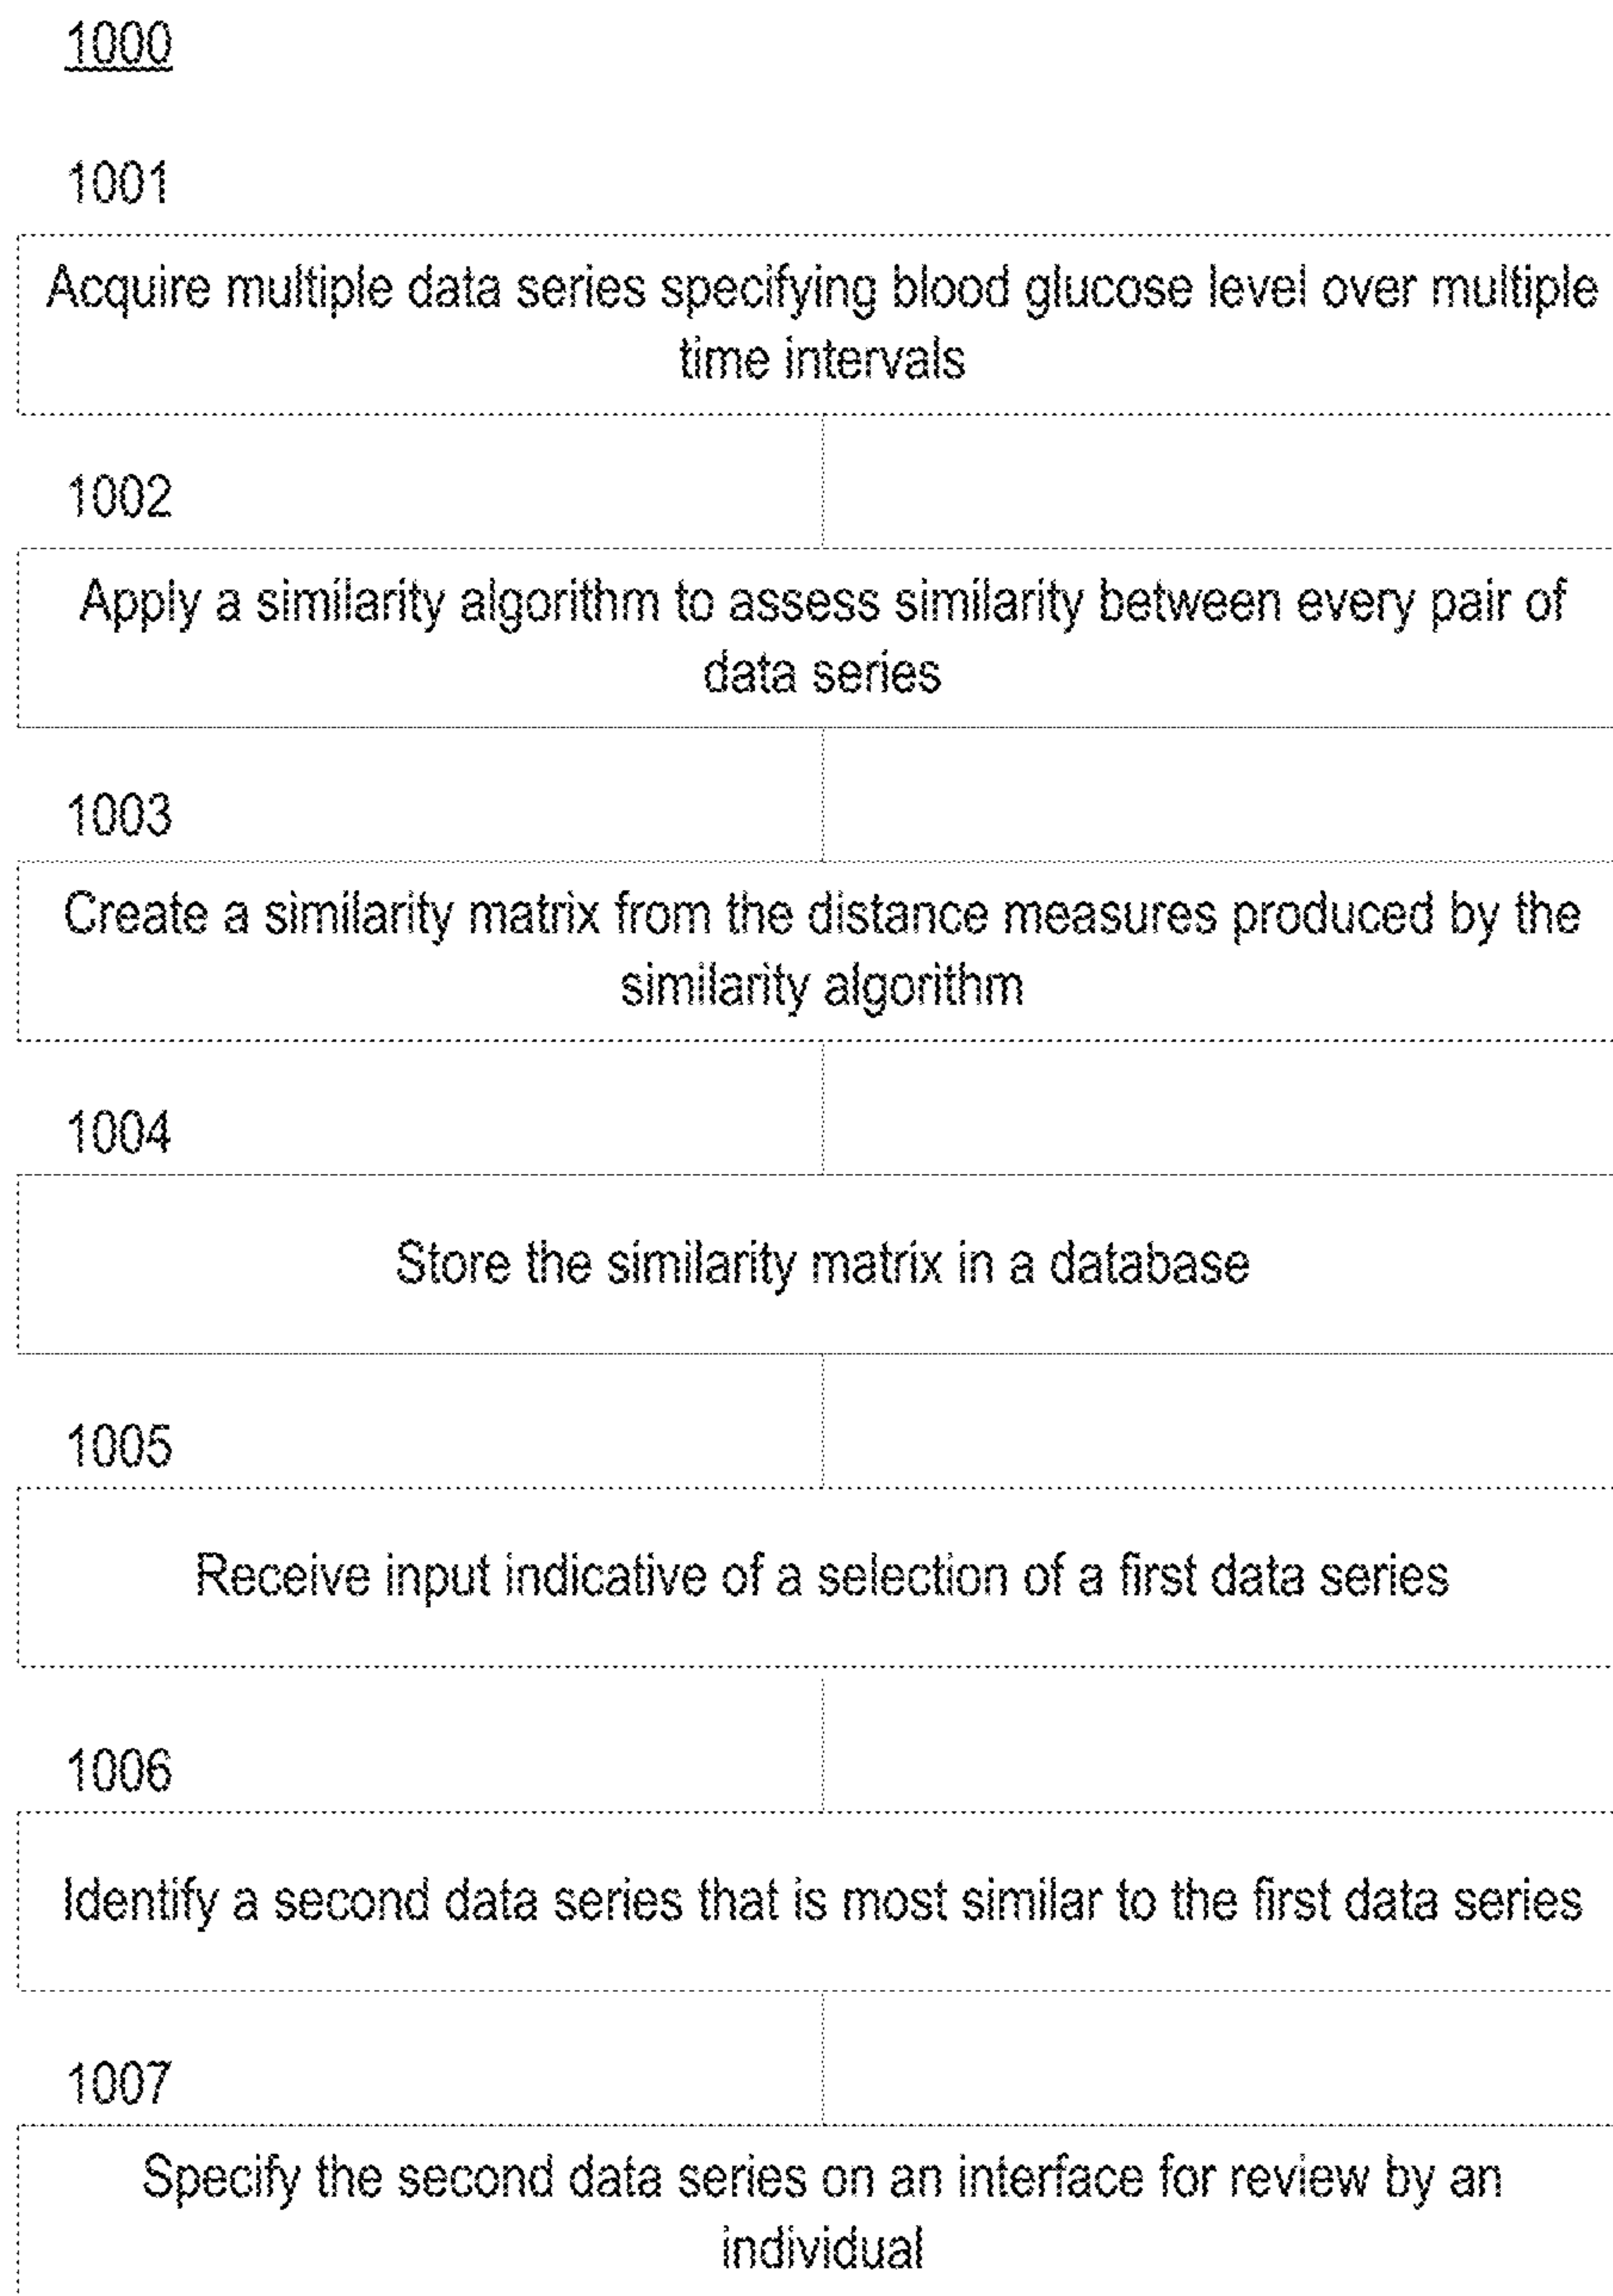 1000
1001
Acquire multiple data series specifying blood glucose level over multiple
time intervals
1002
Apply a similarity algorithm to assess similarity between every pair of
data series
1003
Create a similarity matrix from the distance measures produced by the
similarity algorithm
1004
Store the similarity matrix in a database
1005
Receive input indicative of a selection of a first data series
1006
Identify a second data series that is most similar to the first data series
1007
Specify the second data series on an interface for review by an
individual